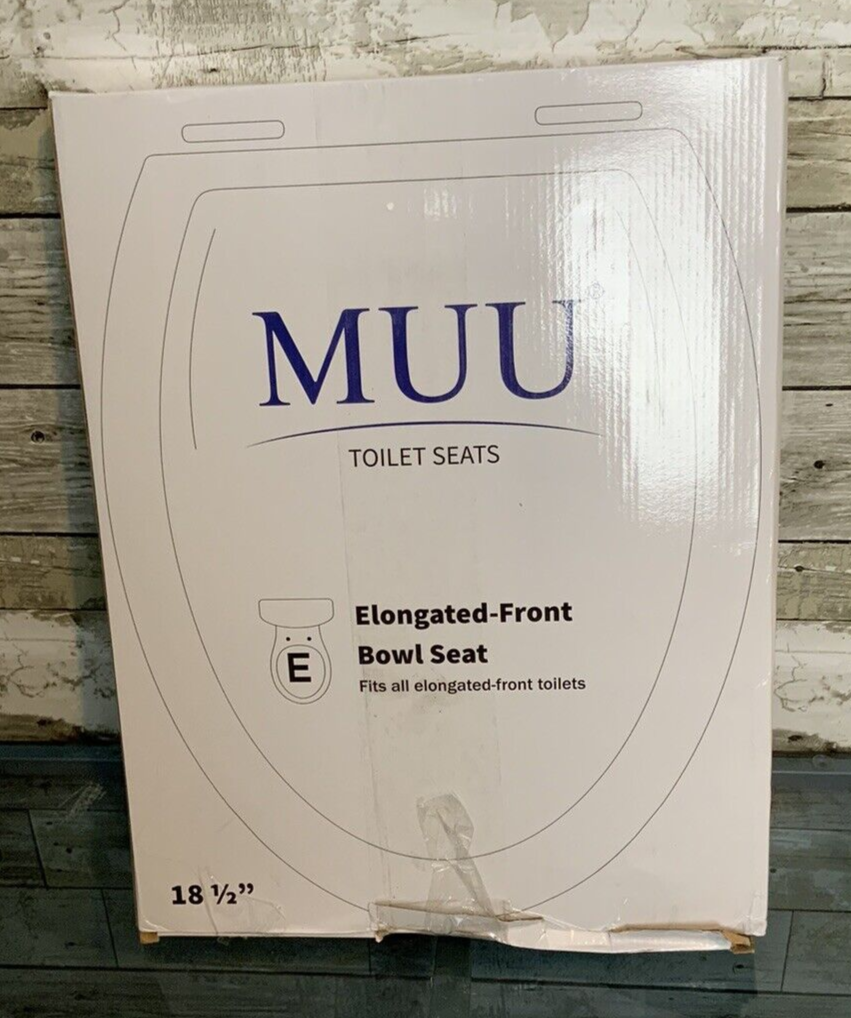 MUU®
TOILET SEATS
E
Elongated-Front
Bowl Seat
Fits all elongated-front toilets
18 ½”